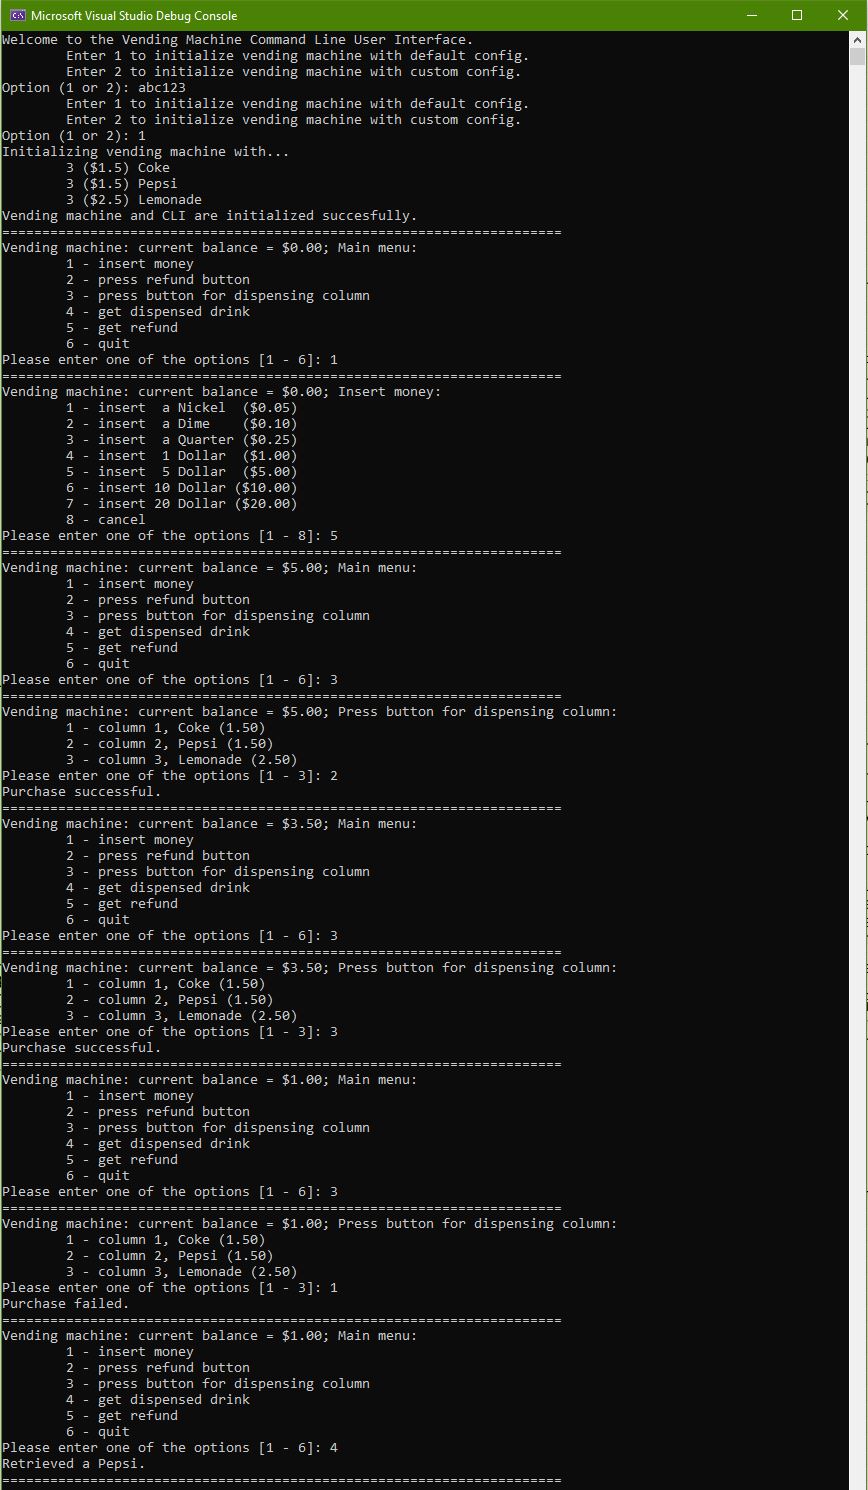 Microsoft Visual Studio Debug Console
Welcome to the Vending Machine Command Line User Interface.
        Enter 1 to initialize vending machine with default config.
        Enter 2 to initialize vending machine with custom config.
Option (1 or 2): abc123
        Enter 1 to initialize vending machine with default config.
        Enter 2 to initialize vending machine with custom config.
Option (1 or 2): 1
Initializing vending machine with...
        3 ($1.5) Coke
        3 ($1.5) Pepsi
        3 ($2.5) Lemonade
Vending machine and CLI are initialized succesfully.
======================================================================
Vending machine: current balance = $0.00; Main menu:
        1 - insert money
        2 - press refund button
        3 - press button for dispensing column
        4 - get dispensed drink
        5 - get refund
        6 - quit
Please enter one of the options [1 - 6]: 1
======================================================================
Vending machine: current balance = $0.00; Insert money:
        1 - insert  a Nickel  ($0.05)
        2 - insert  a Dime    ($0.10)
        3 - insert  a Quarter ($0.25)
        4 - insert  1 Dollar  ($1.00)
        5 - insert  5 Dollar  ($5.00)
        6 - insert 10 Dollar ($10.00)
        7 - insert 20 Dollar ($20.00)
        8 - cancel
Please enter one of the options [1 - 8]: 5
======================================================================
Vending machine: current balance = $5.00; Main menu:
        1 - insert money
        2 - press refund button
        3 - press button for dispensing column
        4 - get dispensed drink
        5 - get refund
        6 - quit
Please enter one of the options [1 - 6]: 3
======================================================================
Vending machine: current balance = $5.00; Press button for dispensing column:
        1 - column 1, Coke (1.50)
        2 - column 2, Pepsi (1.50)
        3 - column 3, Lemonade (2.50)
Please enter one of the options [1 - 3]: 2
Purchase successful.
======================================================================
Vending machine: current balance = $3.50; Main menu:
        1 - insert money
        2 - press refund button
        3 - press button for dispensing column
        4 - get dispensed drink
        5 - get refund
        6 - quit
Please enter one of the options [1 - 6]: 3
======================================================================
Vending machine: current balance = $3.50; Press button for dispensing column:
        1 - column 1, Coke (1.50)
        2 - column 2, Pepsi (1.50)
        3 - column 3, Lemonade (2.50)
Please enter one of the options [1 - 3]: 3
Purchase successful.
======================================================================
Vending machine: current balance = $1.00; Main menu:
        1 - insert money
        2 - press refund button
        3 - press button for dispensing column
        4 - get dispensed drink
        5 - get refund
        6 - quit
Please enter one of the options [1 - 6]: 3
======================================================================
Vending machine: current balance = $1.00; Press button for dispensing column:
        1 - column 1, Coke (1.50)
        2 - column 2, Pepsi (1.50)
        3 - column 3, Lemonade (2.50)
Please enter one of the options [1 - 3]: 1
Purchase failed.
======================================================================
Vending machine: current balance = $1.00; Main menu:
        1 - insert money
        2 - press refund button
        3 - press button for dispensing column
        4 - get dispensed drink
        5 - get refund
        6 - quit
Please enter one of the options [1 - 6]: 4
Retrieved a Pepsi.
======================================================================